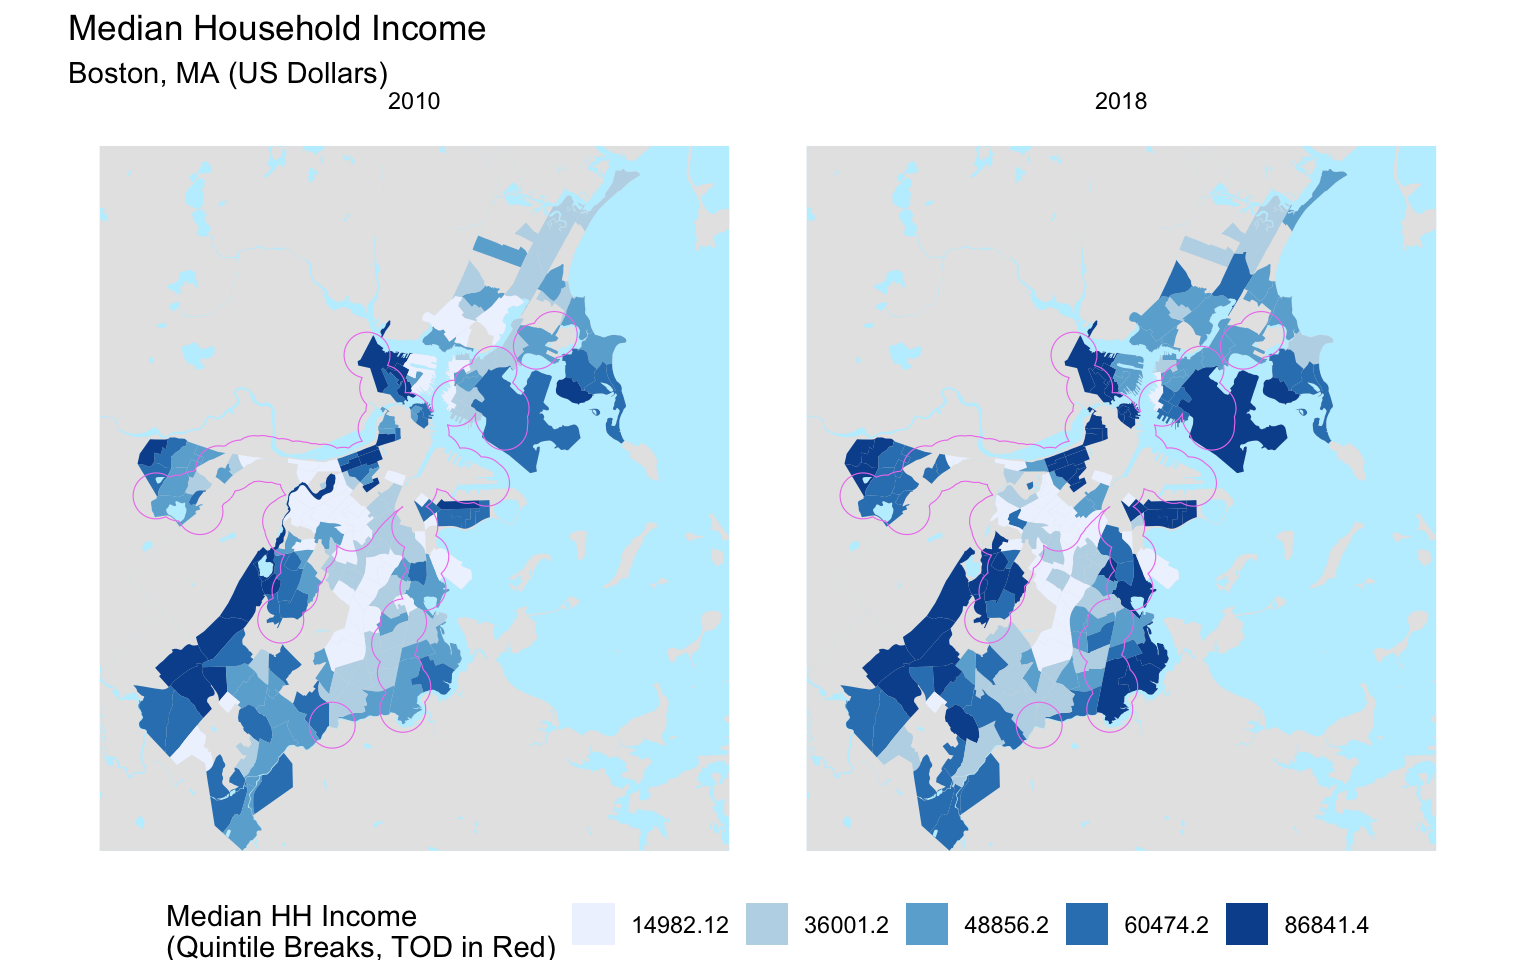 Median Household Income
Boston, MA (US Dollars)
2010
2018
Median HH Income
(Quintile Breaks, TOD in Red)
14982.12
36001.2
48856.2
60474.2
86841.4